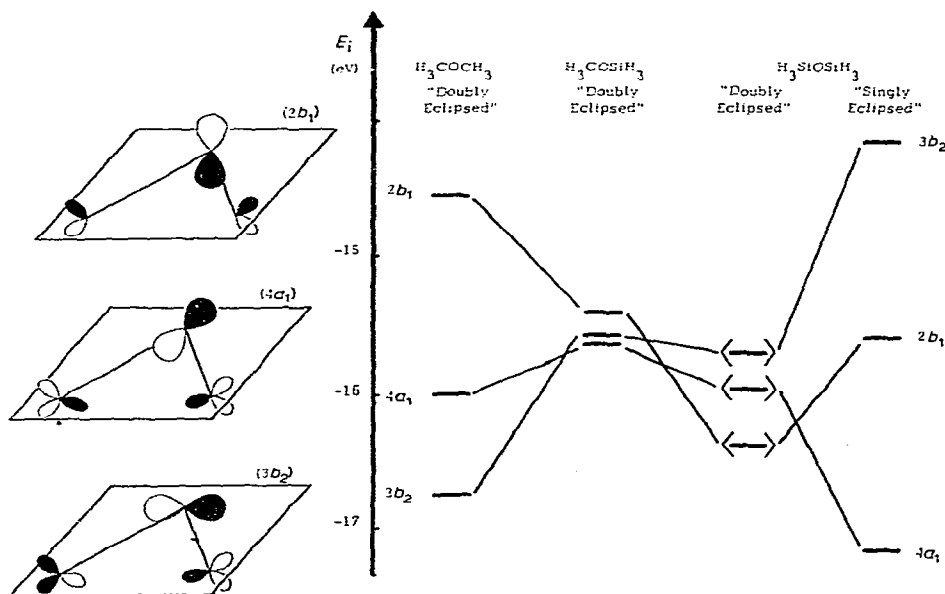 E_i
(eV)
H3COCH3
"Doubly
Eclipsed"
H3COSiH3
"Doubly
Eclipsed"
H3SiOSiH3
"Doubly
Eclipsed"
"Singly
Eclipsed"
(2b1)
(4a1)
(3b2)
-15
-16
-17
2b1
4a1
3b2
3b2
2b1
4a1